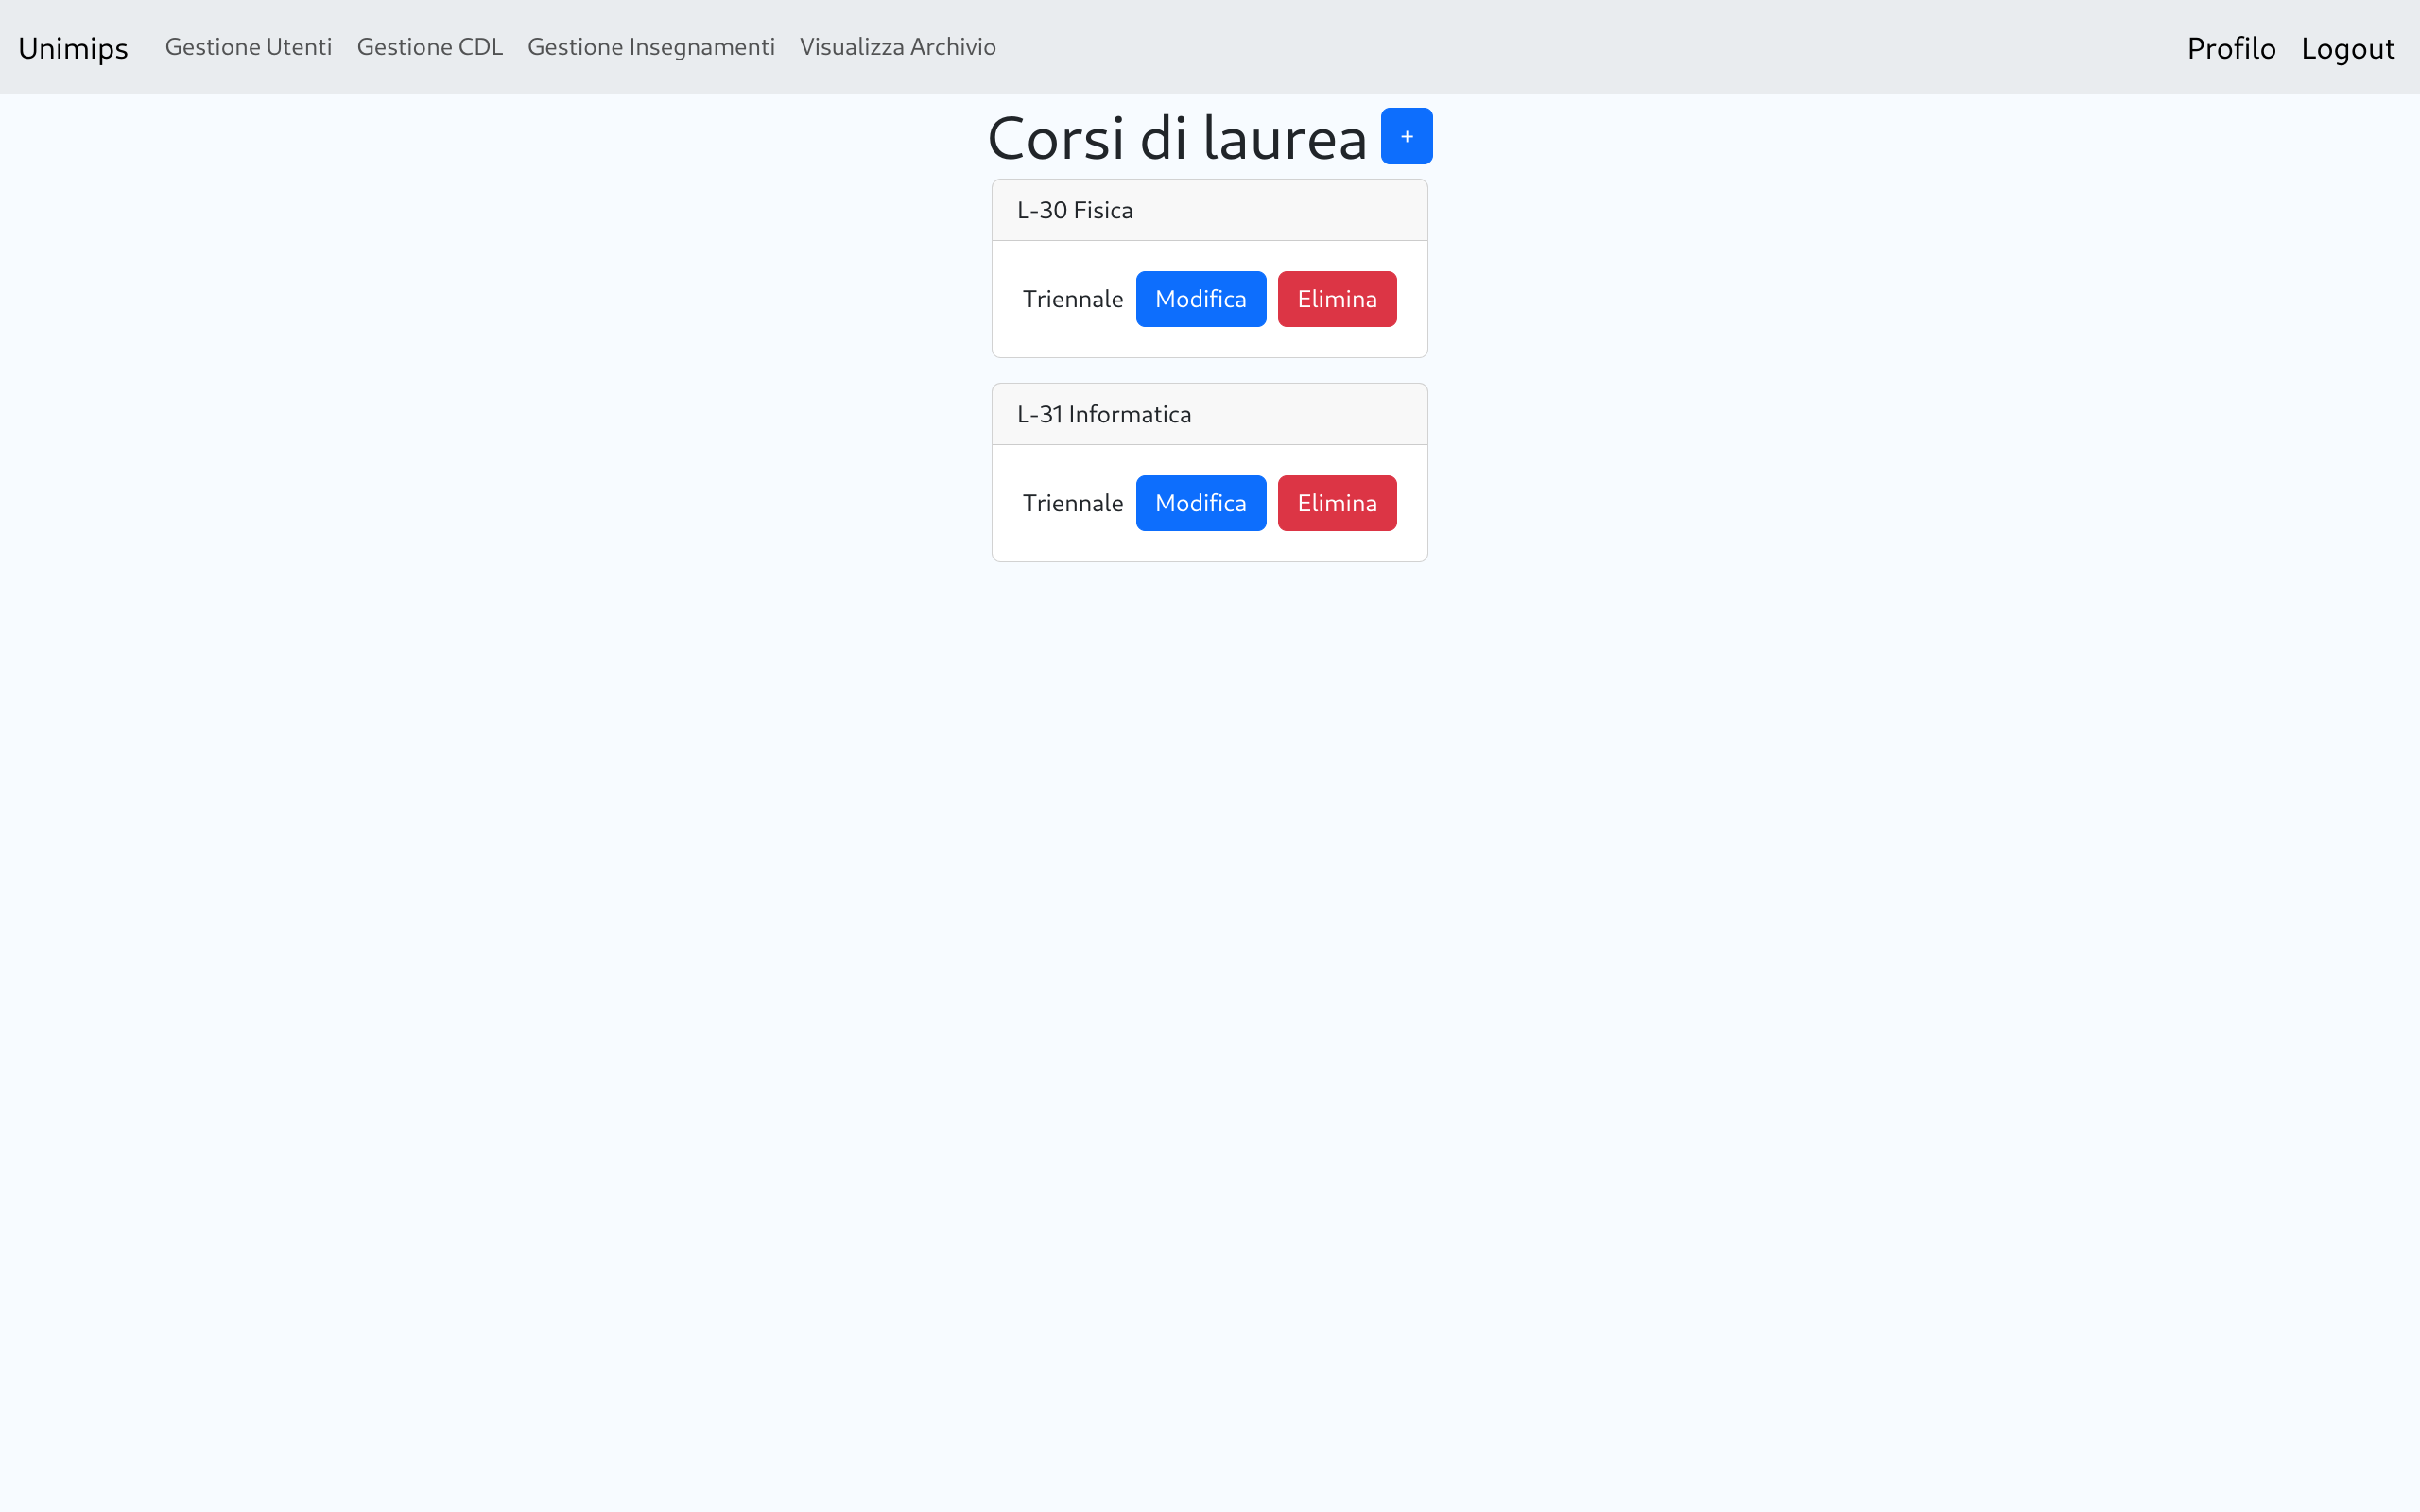 Unimips Gestione Utenti Gestione CDL Gestione Insegnamenti Visualizza Archivio Profilo Logout
Corsi di laurea +
L-30 Fisica
Triennale Modifica Elimina
L-31 Informatica
Triennale Modifica Elimina